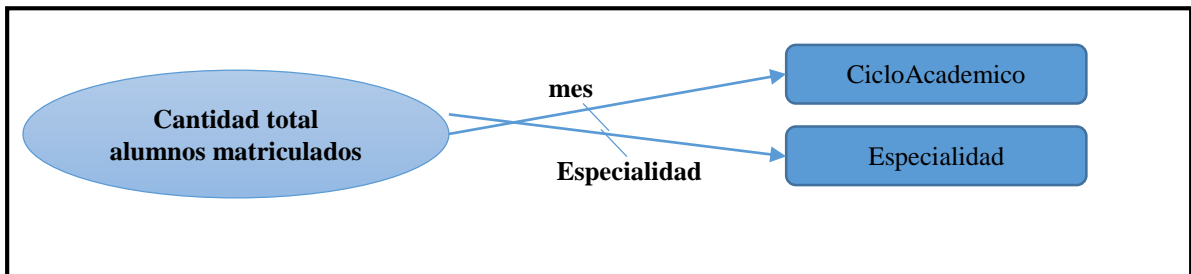 CicloAcademico
mes
Cantidad total
alumnos matriculados
Especialidad
Especialidad